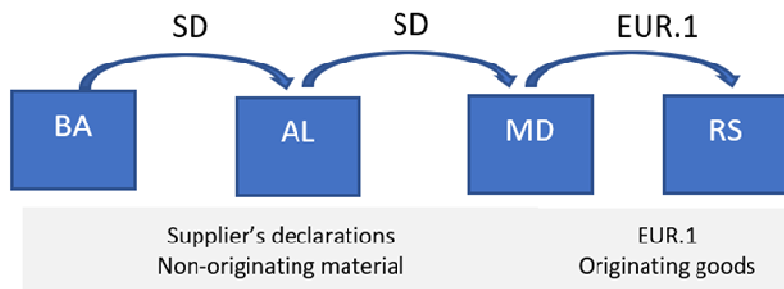 SD
SD
EUR.1
BA
AL
MD
RS
Supplier's declarations
Non-originating material
EUR.1
Originating goods